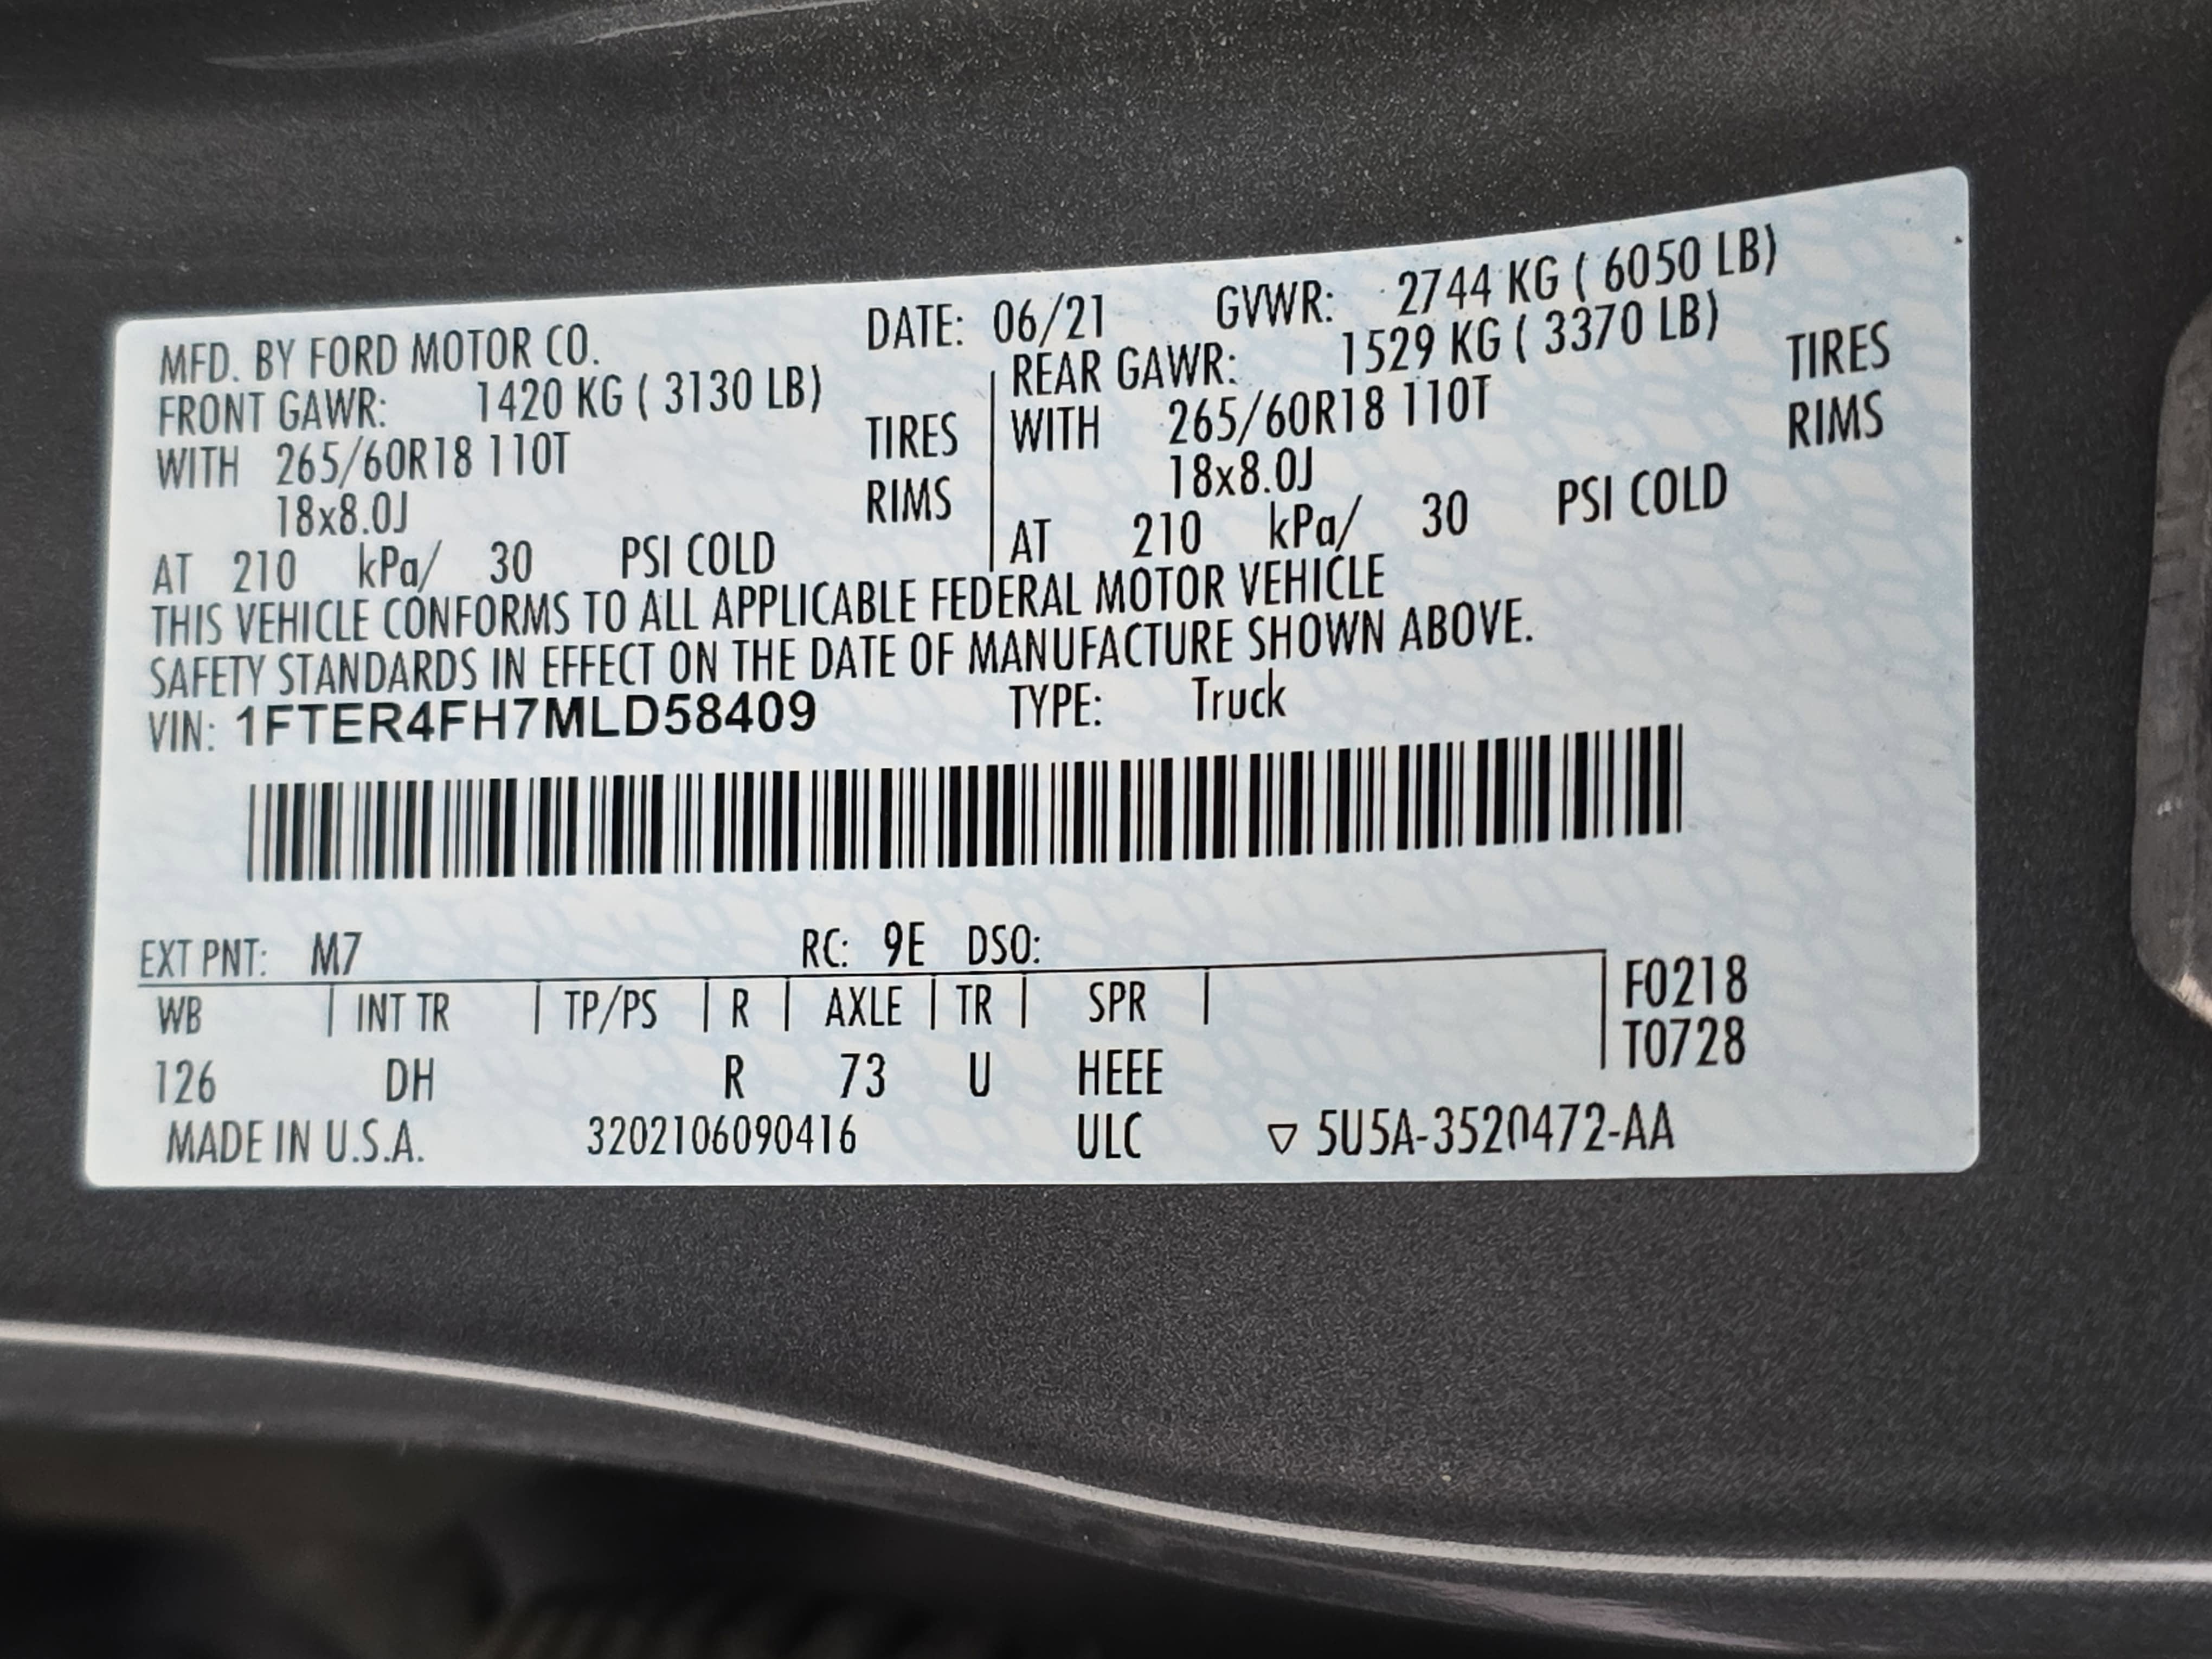 MFD. BY FORD MOTOR CO. DATE: 06/21 GVWR: 2744 KG ( 6050 LB)
FRONT GAWR: 1420 KG ( 3130 LB) REAR GAWR: 1529 KG ( 3370 LB)
WITH 265/60R18 110T TIRES WITH 265/60R18 110T TIRES
18x8.0J RIMS 18x8.0J RIMS
AT 210 kPa/ 30 PSI COLD AT 210 kPa/ 30 PSI COLD
THIS VEHICLE CONFORMS TO ALL APPLICABLE FEDERAL MOTOR VEHICLE
SAFETY STANDARDS IN EFFECT ON THE DATE OF MANUFACTURE SHOWN ABOVE.
VIN: 1FTER4FH7MLD58409 TYPE: Truck
EXT PNT: M7 RC: 9E DSO:
WB INT TR TP/PS R AXLE TR SPR F0218
T0728
126 DH R 73 U HEEE
MADE IN U.S.A. 3202106090416 ULC ▽ 5U5A-3520472-AA